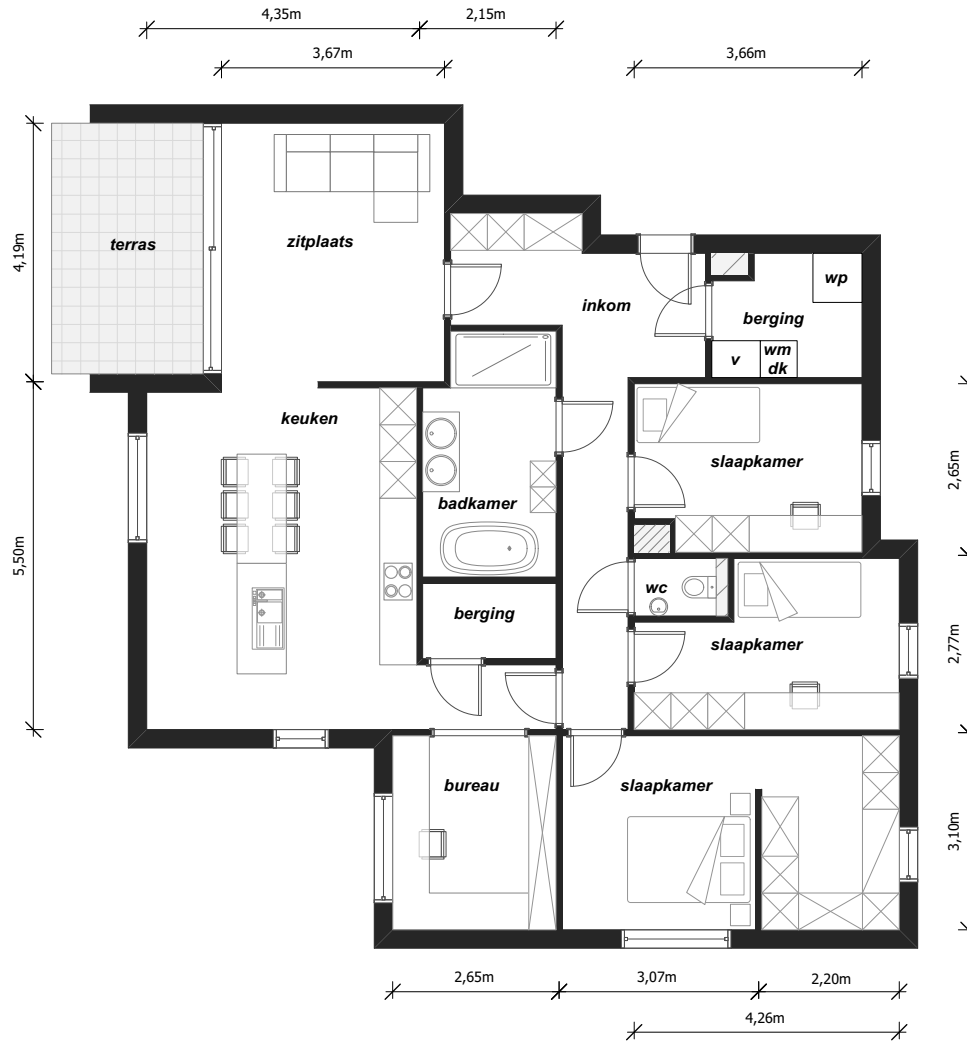 4,35m
2,15m
3,67m
3,66m
4,19m
terras
zitplaats
inkom
wp
berging
v
wm
dk
keuken
slaapkamer
2,65m
badkamer
5,50m
wc
berging
slaapkamer
2,77m
bureau
slaapkamer
3,10m
2,65m
3,07m
2,20m
4,26m